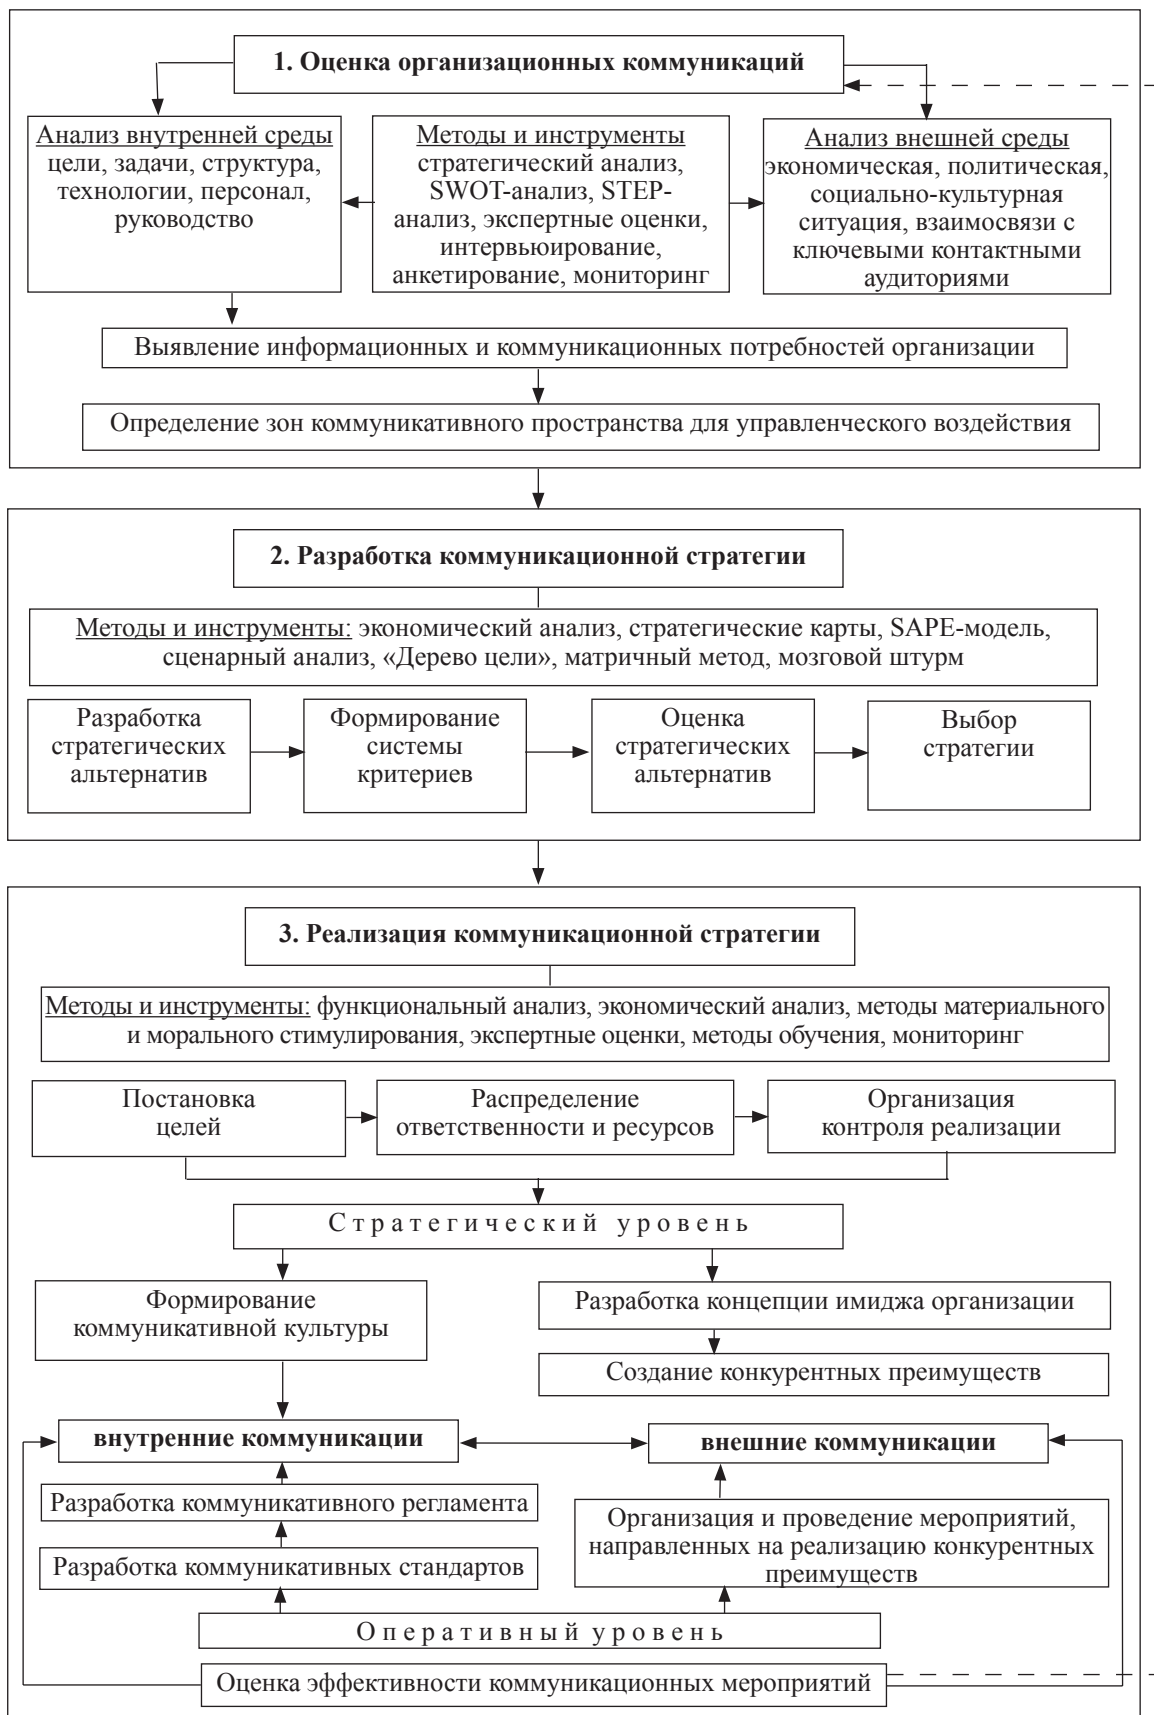 1. Оценка организационных коммуникаций
Анализ внутренней среды
цели, задачи, структура,
технологии, персонал,
руководство
Методы и инструменты
стратегический анализ,
SWOT-анализ, STEP-
анализ, экспертные оценки,
интервьюирование,
анкетирование, мониторинг
Анализ внешней среды
экономическая, политическая,
социально-культурная
ситуация, взаимосвязи с
ключевыми контактными
аудиториями
Выявление информационных и коммуникационных потребностей организации
Определение зон коммуникативного пространства для управленческого воздействия
2. Разработка коммуникационной стратегии
Методы и инструменты: экономический анализ, стратегические карты, SAPE-модель,
сценарный анализ, «Дерево цели», матричный метод, мозговой штурм
Разработка
стратегических
альтернатив
Формирование
системы
критериев
Оценка
стратегических
альтернатив
Выбор
стратегии
3. Реализация коммуникационной стратегии
Методы и инструменты: функциональный анализ, экономический анализ, методы материального
и морального стимулирования, экспертные оценки, методы обучения, мониторинг
Постановка
целей
Распределение
ответственности и ресурсов
Организация
контроля реализации
Стратегический уровень
Формирование
коммуникативной культуры
Разработка концепции имиджа организации
Создание конкурентных преимуществ
внутренние коммуникации
внешние коммуникации
Разработка коммуникативного регламента
Разработка коммуникативных стандартов
Организация и проведение мероприятий,
направленных на реализацию конкурентных
преимуществ
Оперативный уровень
Оценка эффективности коммуникационных мероприятий